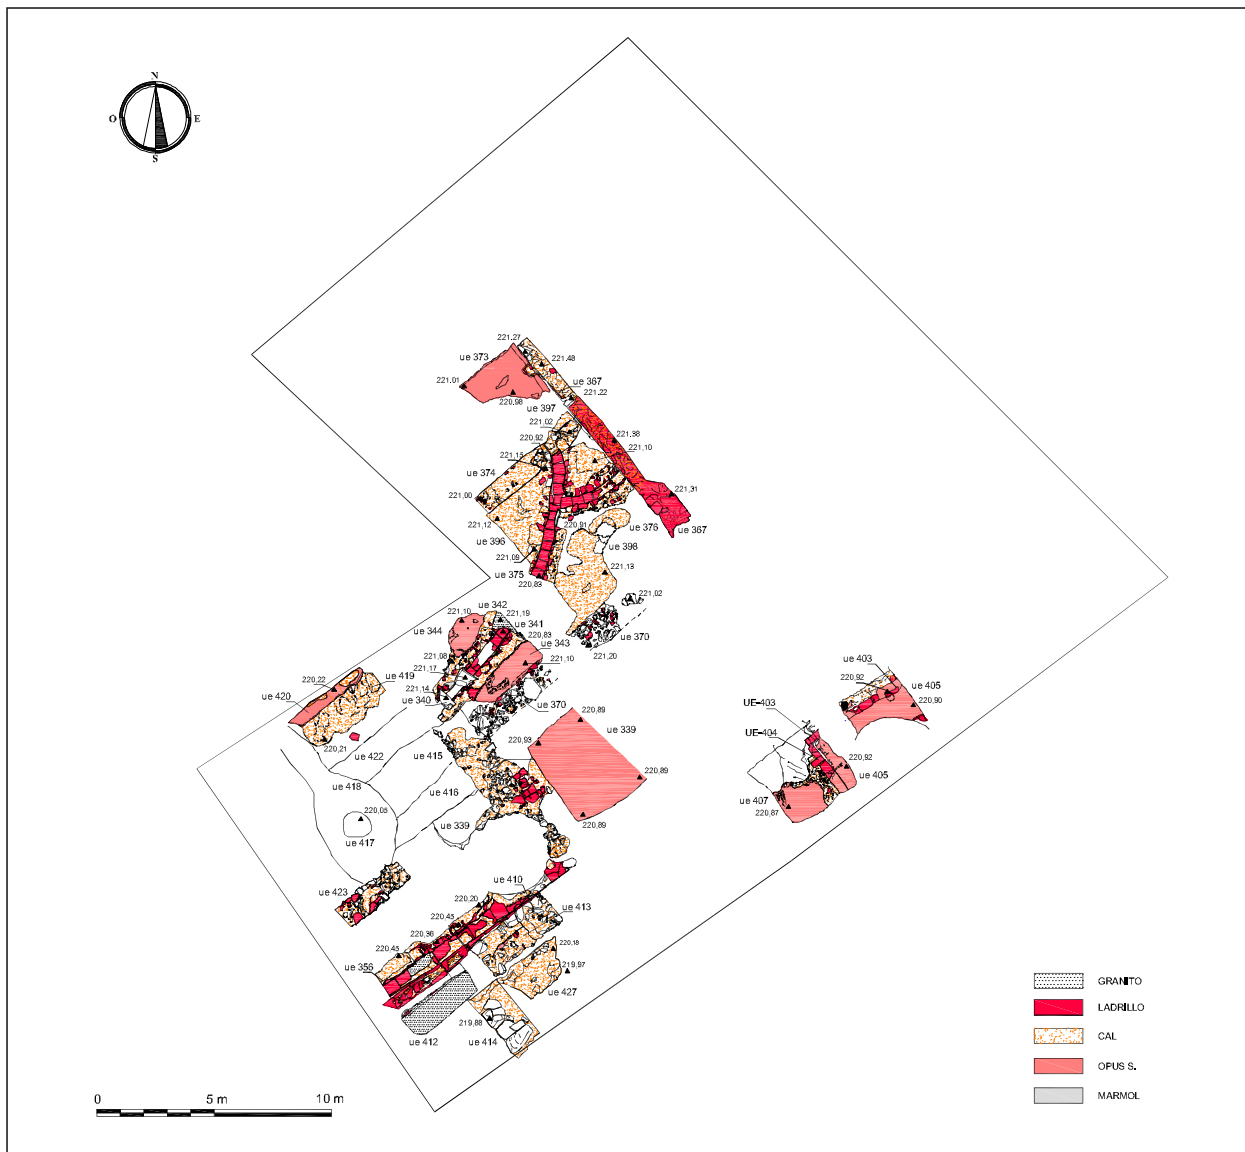 N
O
E
S
221.27
ue 373
221.48
ue 367
221.01
220,98
221.22
ue 397
221,02
220,92
221,38
221,10
221,15
ue 374
221,00
221,31
221,12
220,91
ue 376
ue 367
ue 396
ue 398
221,09
221,13
ue 375
220,83
221,02
ue 342
221,10
221,19
ue 341
ue 344
220,83
ue 343
ue 370
221,20
221,08
221,10
221,17
220,22
ue 419
221,14
ue 340
ue 420
ue 370
220,89
ue 339
220,93
220,21
ue 422
ue 415
ue 418
220,89
ue 416
220,05
ue 417
ue 339
220,89
ue 403
220,92
ue 405
UE-403
220,90
UE-404
220,92
ue 405
ue 407
220,87
ue 423
ue 410
220,20
ue 413
220,45
220,36
220,45
220,18
ue 356
219,97
ue 427
219,88
ue 412
ue 414
GRANITO
LADRILLO
CAL
OPUS S.
MARMOL
0 5 m 10 m